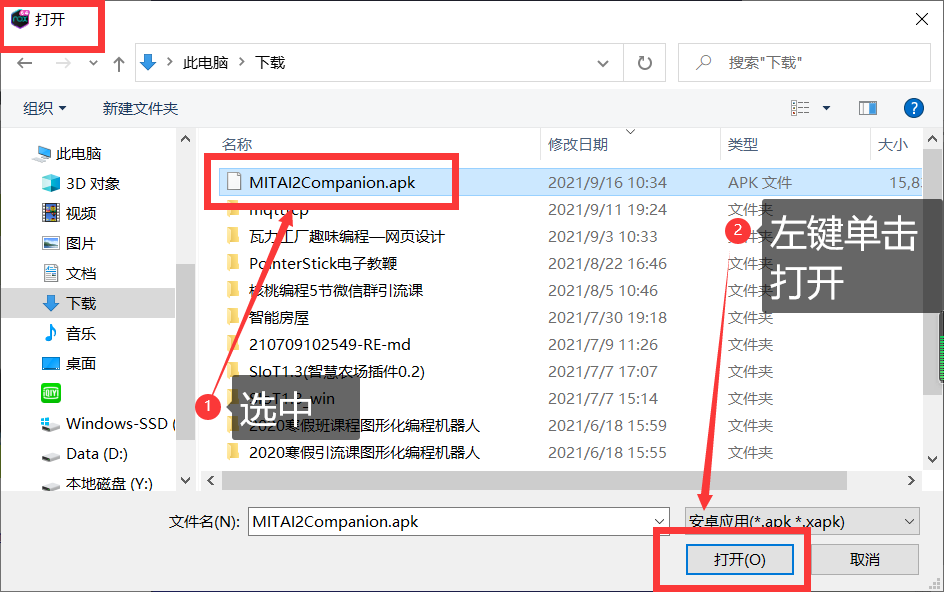 打开
此电脑 下载
搜索"下载"
组织 新建文件夹
名称 修改日期 类型 大小
此电脑
3D 对象
视频
图片
文档
下载
音乐
桌面
DIY
Windows-SSD (
Data (D:)
本地磁盘 (Y:)
MITAI2Companion.apk 2021/9/16 10:34 APK 文件 15,8
2021/9/11 19:24 文件夹
瓦力工厂趣味编程—网页设计 2021/9/3 10:33
PointerStick电子教鞭 2021/8/22 16:46 文件夹
核桃编程5节微信群引流课 2021/8/5 10:46 文件夹
智能房屋 2021/7/30 19:18 文件夹
210709102549-RE-md 2021/7/9 11:26 文件夹
SIoT1.3(智慧农场插件0.2) 2021/7/7 17:07 文件夹
_win 2021/7/7 15:14 文件夹
2020寒假班课程图形化编程机器人 2021/6/18 15:59 文件夹
2020寒假引流课图形化编程机器人 2021/6/18 15:55 文件夹
1 选中
2 左键单击
打开
文件名(N): MITAI2Companion.apk 安卓应用(*.apk *.xapk)
打开(O) 取消